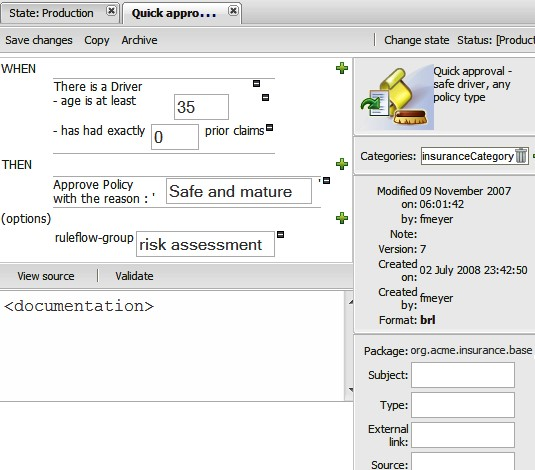 State: Production
Quick appro...
Save changes Copy Archive Change state Status: [Product
WHEN
There is a Driver
- age is at least 35
- has had exactly 0 prior claims
THEN
Approve Policy
with the reason : ' Safe and mature '
(options)
ruleflow-group risk assessment
View source Validate
<documentation>
Quick approval -
safe driver, any
policy type
Categories: insuranceCategory
Modified 09 November 2007
on: 06:01:42
by: fmeyer
Note:
Version: 7
Created 02 July 2008 23:42:50
on:
Created fmeyer
by:
Format: brl
Package: org.acme.insurance.base
Subject:
Type:
External
link:
Source: